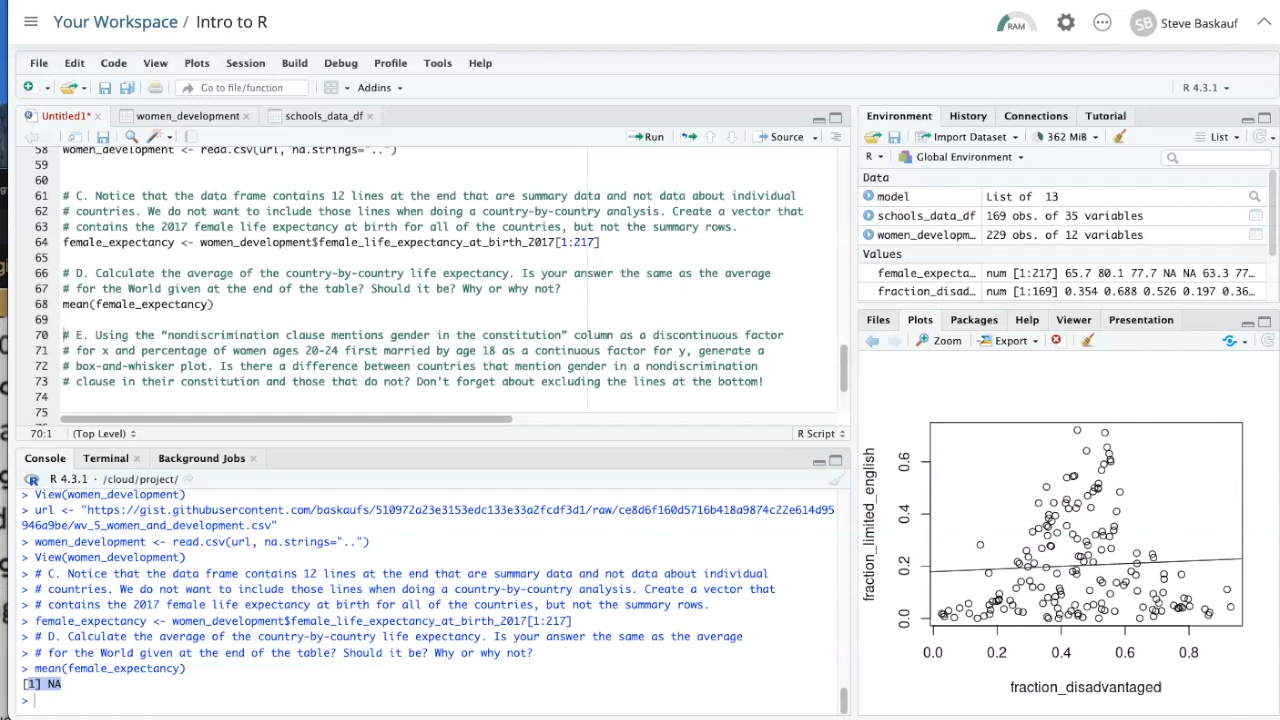 Your Workspace / Intro to R
RAM
SB Steve Baskauf
File Edit Code View Plots Session Build Debug Profile Tools Help
Go to file/function Addins R 4.3.1
Untitled1* women_development schools_data_df
Run Source
58 women_development <- read.csv(url, na.strings="..")
59
60
61 # C. Notice that the data frame contains 12 lines at the end that are summary data and not data about individual
62 # countries. We do not want to include those lines when doing a country-by-country analysis. Create a vector that
63 # contains the 2017 female life expectancy at birth for all of the countries, but not the summary rows.
64 female_expectancy <- women_development$female_life_expectancy_at_birth_2017[1:217]
65
66 # D. Calculate the average of the country-by-country life expectancy. Is your answer the same as the average
67 # for the World given at the end of the table? Should it be? Why or why not?
68 mean(female_expectancy)
69
70 # E. Using the “nondiscrimination clause mentions gender in the constitution” column as a discontinuous factor
71 # for x and percentage of women ages 20-24 first married by age 18 as a continuous factor for y, generate a
72 # box-and-whisker plot. Is there a difference between countries that mention gender in a nondiscrimination
73 # clause in their constitution and those that do not? Don’t forget about excluding the lines at the bottom!
74
75
70:1 (Top Level) R Script
Console Terminal Background Jobs
R 4.3.1 · /cloud/project/
> View(women_development)
> url <- "https://gist.githubusercontent.com/baskaufs/510972a23e3153edc133e33a2fcdf3d1/raw/ce8d6f160d5716b418a9874c22e614d95
946a9be/wv_5_women_and_development.csv"
> women_development <- read.csv(url, na.strings="..")
> View(women_development)
> # C. Notice that the data frame contains 12 lines at the end that are summary data and not data about individual
> # countries. We do not want to include those lines when doing a country-by-country analysis. Create a vector that
> # contains the 2017 female life expectancy at birth for all of the countries, but not the summary rows.
> female_expectancy <- women_development$female_life_expectancy_at_birth_2017[1:217]
> # D. Calculate the average of the country-by-country life expectancy. Is your answer the same as the average
> # for the World given at the end of the table? Should it be? Why or why not?
> mean(female_expectancy)
[1] NA
>
Environment History Connections Tutorial
Import Dataset 362 MiB List
R Global Environment
Data
model List of 13
schools_data_df 169 obs. of 35 variables
women_developm… 229 obs. of 12 variables
Values
female_expecta… num [1:217] 65.7 80.1 77.7 NA NA 63.3 77…
fraction_disad… num [1:169] 0.354 0.688 0.526 0.197 0.36…
Files Plots Packages Help Viewer Presentation
Zoom Export
fraction_limited_english
0.6
0.4
0.2
0.0
0.0 0.2 0.4 0.6 0.8
fraction_disadvantaged